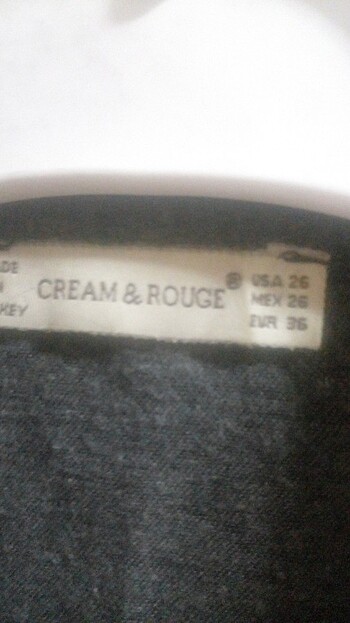 CREAM & ROUGE ®
USA 26
MEX 26
EUR 36